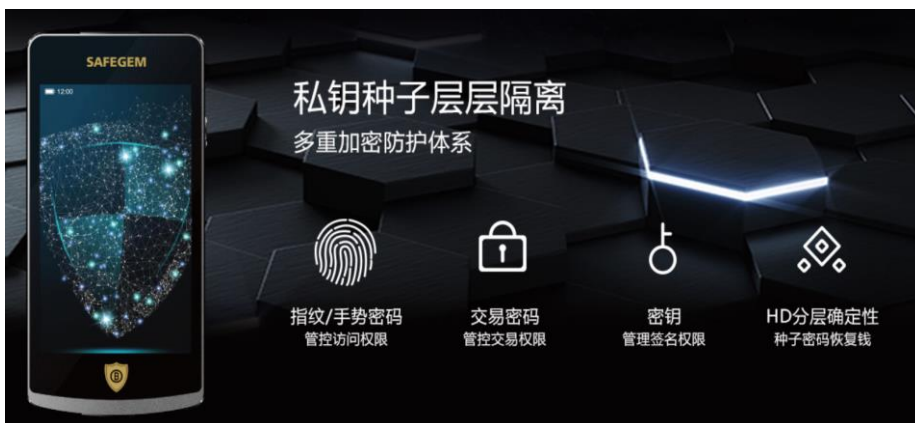 SAFEGEM
12:00
私钥种子层层隔离
多重加密防护体系
指纹/手势密码
管控访问权限
交易密码
管控交易权限
密钥
管理签名权限
HD分层确定性
种子密码恢复钱